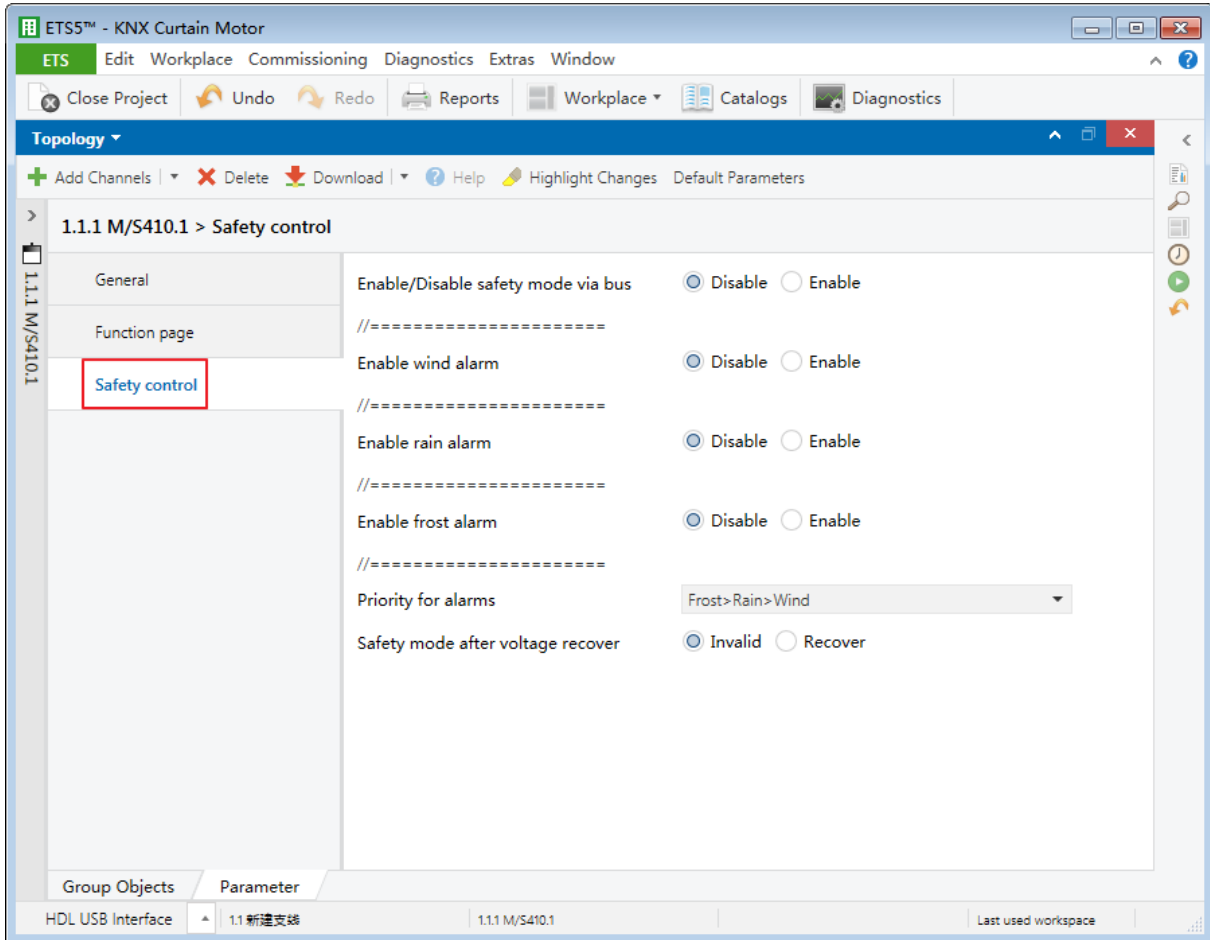 ETS5™ - KNX Curtain Motor
ETS Edit Workplace Commissioning Diagnostics Extras Window
Close Project Undo Redo Reports Workplace Catalogs Diagnostics
Topology
Add Channels Delete Download Help Highlight Changes Default Parameters
1.1.1 M/S410.1 > Safety control
1.1.1 M/S410.1
General
Function page
Safety control
Enable/Disable safety mode via bus Disable Enable
//======================
Enable wind alarm Disable Enable
//======================
Enable rain alarm Disable Enable
//======================
Enable frost alarm Disable Enable
//======================
Priority for alarms Frost>Rain>Wind
Safety mode after voltage recover Invalid Recover
Group Objects Parameter
HDL USB Interface 1.1 新建支线 1.1.1 M/S410.1 Last used workspace